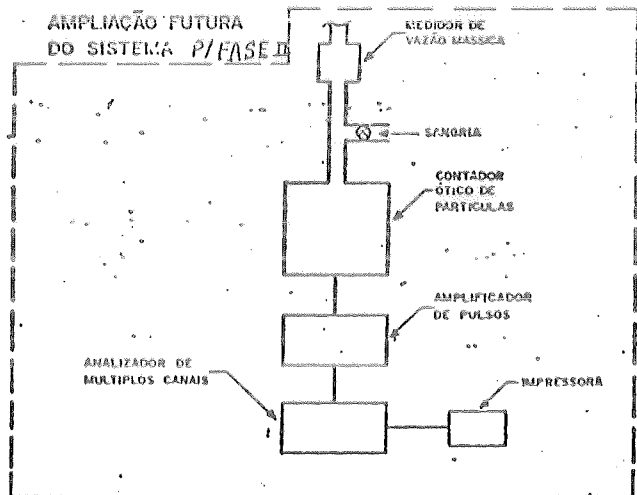 AMPLIAÇÃO FUTURA
DO SISTEMA P/ FASE II
MEDIDOR DE
VAZÃO MASSICA
SANGRIA
CONTADOR
ÓTICO DE
PARTICULAS
AMPLIFICADOR
DE PULSOS
ANALIZADOR DE
MULTIPLOS CANAIS
IMPRESSORA